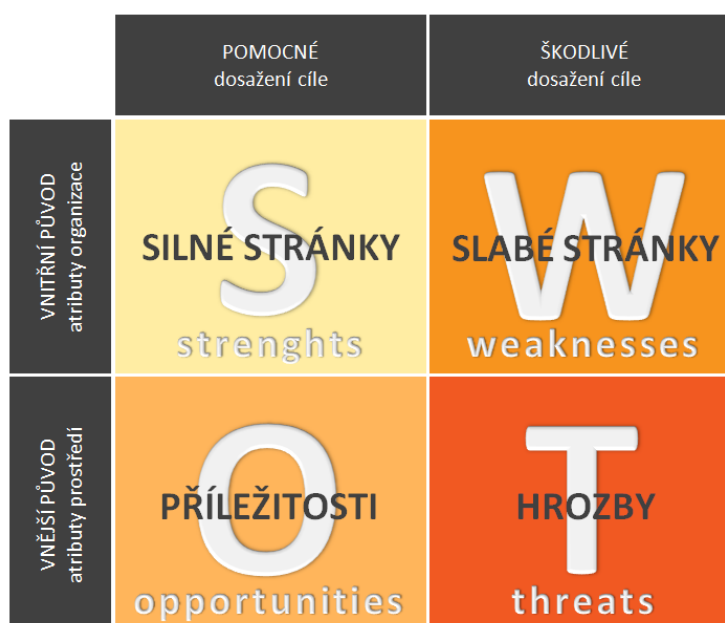 POMOCNÉ
dosažení cíle
ŠKODLIVÉ
dosažení cíle
VNITŘNÍ PŮVOD
atributy organizace
S
SILNÉ STRÁNKY
strenghts
W
SLABÉ STRÁNKY
weaknesses
VNĚJŠÍ PŮVOD
atributy prostředí
O
PŘÍLEŽITOSTI
opportunities
T
HROZBY
threats